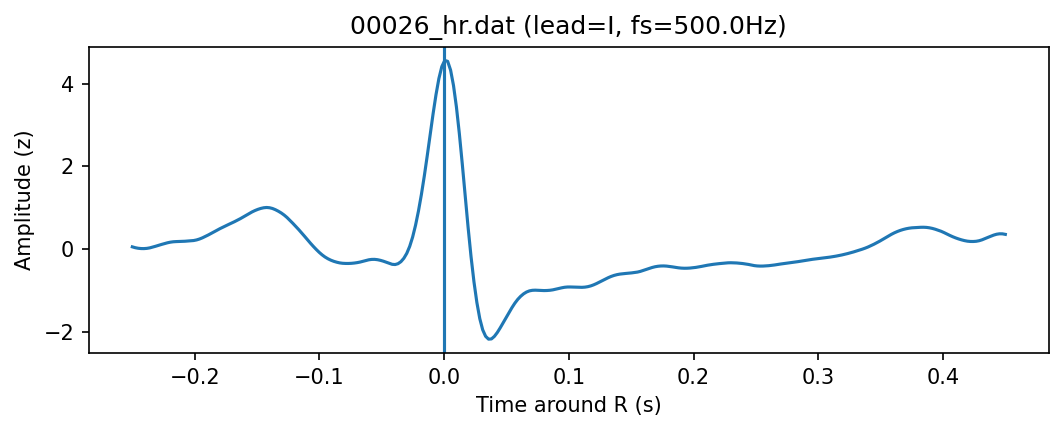 00026_hr.dat (lead=I, fs=500.0Hz)
Amplitude (z)
4
2
0
−2
−0.2 −0.1 0.0 0.1 0.2 0.3 0.4
Time around R (s)